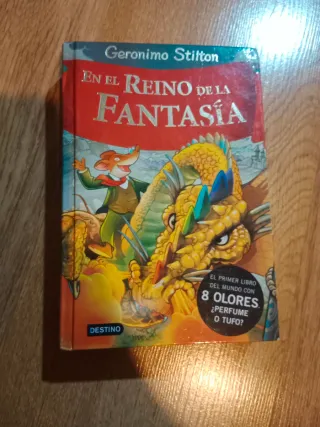 Geronimo Stilton
EN EL REINO DE LA
FANTASÍA
EL PRIMER LIBRO
DEL MUNDO CON
8 OLORES
¿PERFUME
O TUFO?
DESTINO